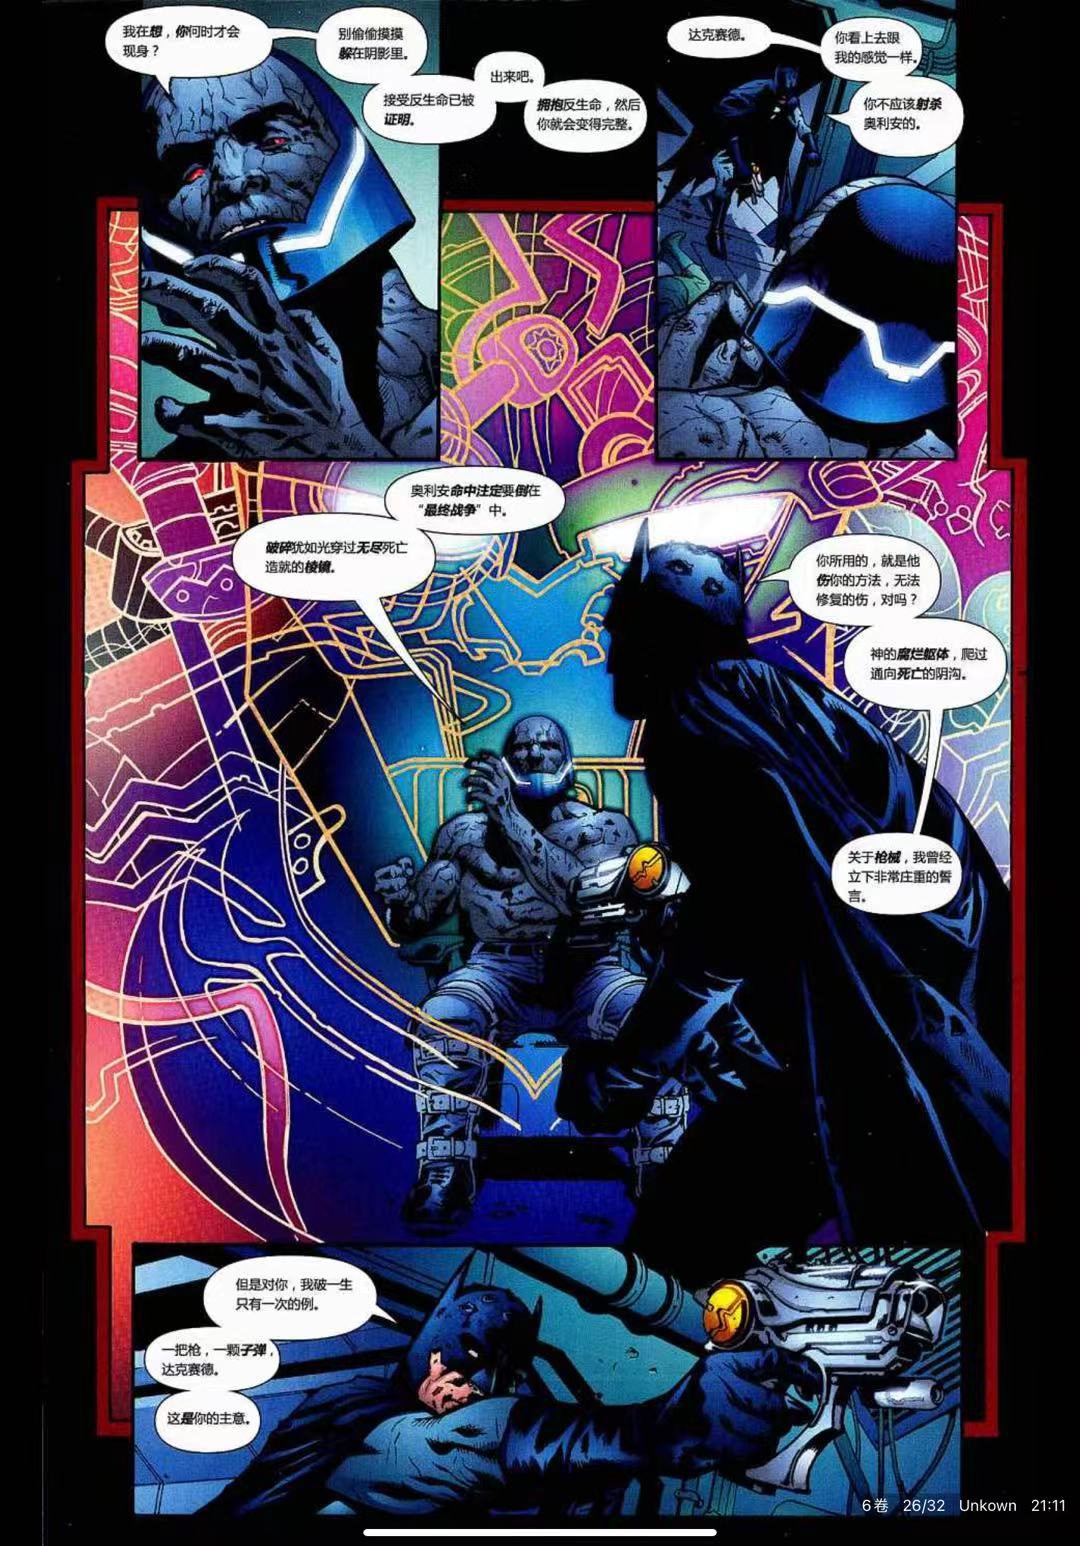 我在想，你何时才会
现身？
别偷偷摸摸
躲在阴影里。
接受反生命已被
证明。
出来吧。
拥抱反生命，然后
你就会变得完整。
达克赛德。
你看上去跟
我的感觉一样。
你不应该射杀
奥利安的。
奥利安命中注定要倒在
“最终战争”中。
破碎犹如光穿过无尽死亡
造就的棱镜。
你所用的，就是他
伤你的方法，无法
修复的伤，对吗？
神的腐烂躯体，爬过
通向死亡的阴沟。
关于枪械，我曾经
立下非常庄重的誓
言。
但是对你，我破一生
只有一次的例。
一把枪，一颗子弹，
达克赛德。
这是你的主意。
6卷 26/32 Unkown 21:11